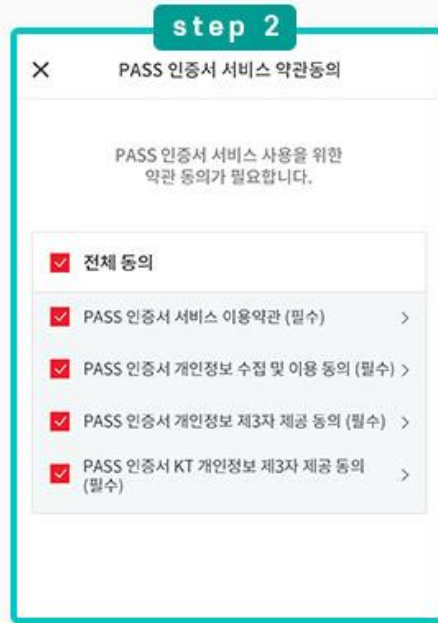 step 2
PASS 인증서 서비스 약관동의
PASS 인증서 서비스 사용을 위한
약관 동의가 필요합니다.
전체 동의
PASS 인증서 서비스 이용약관 (필수)
PASS 인증서 개인정보 수집 및 이용 동의 (필수)
PASS 인증서 개인정보 제3자 제공 동의 (필수)
PASS 인증서 KT 개인정보 제3자 제공 동의
(필수)